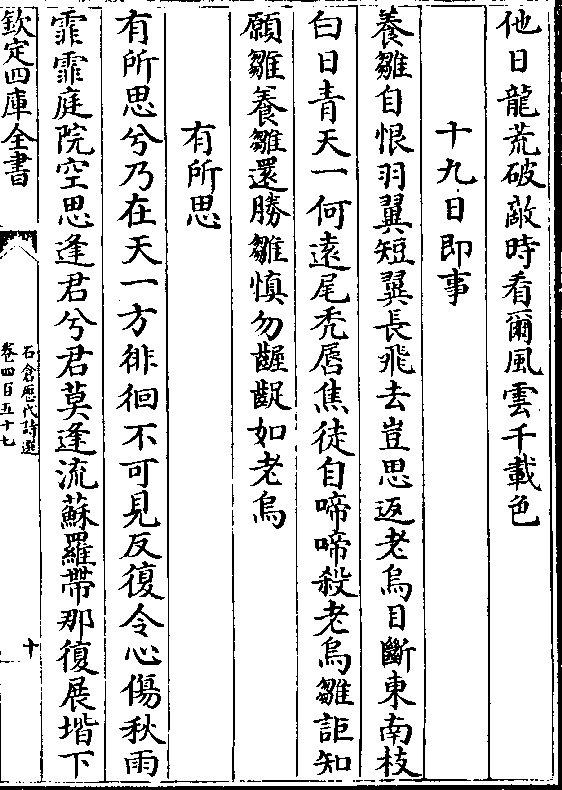 他日龍荒破敵時看爾風雲千載色
十九日即事
養雛自恨羽翼短翼長飛去豈思返老烏目斷東南枝
白日青天一何遠尾秃唇焦徒自啼啼殺老烏雛詎知
願雛養雛還勝雛慎勿齷齪如老烏
有所思
有所思兮乃在天一方徘徊不可見反復令心傷秋雨
霏霏庭院空思逢君兮君莫逢流蘇羅帶那復展堦下
欽定四庫全書
石倉歷代詩選
卷四百五十七
十